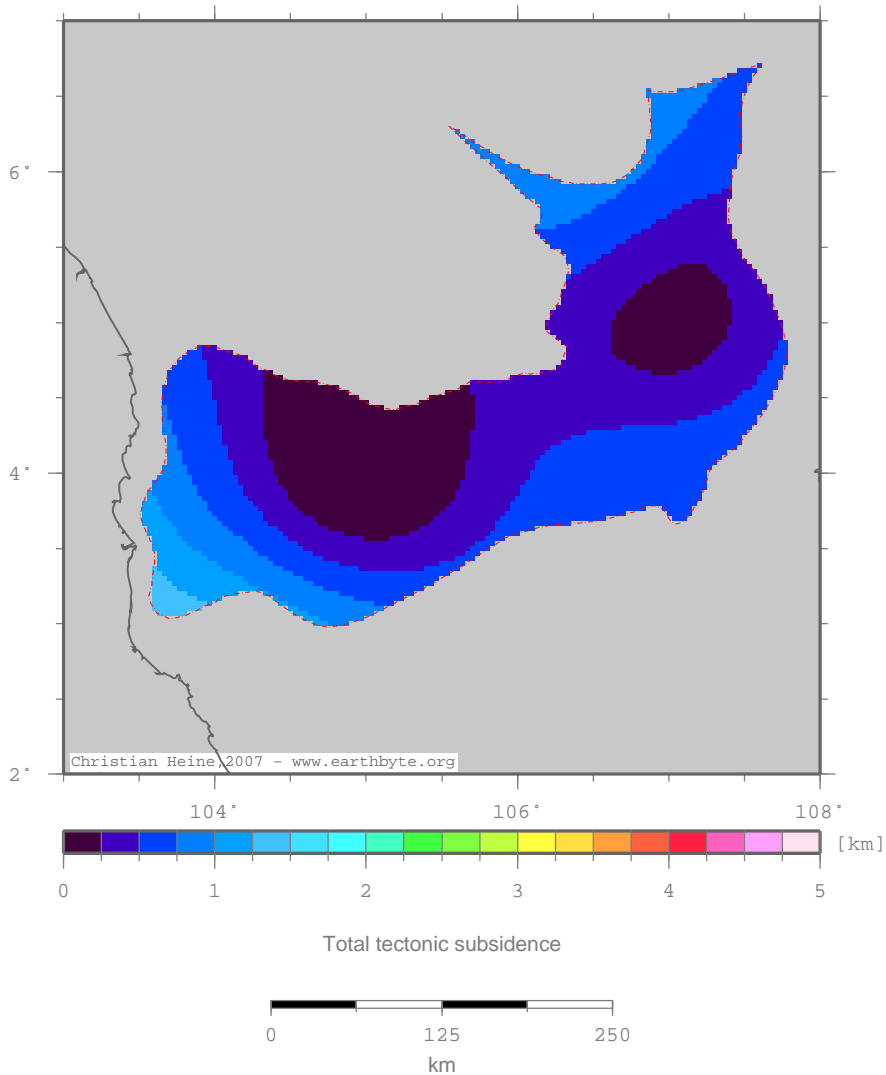 6°
4°
2°
Christian Heine,2007 - www.earthbyte.org
104° 106° 108°
[km]
0 1 2 3 4 5
Total tectonic subsidence
0 125 250
km